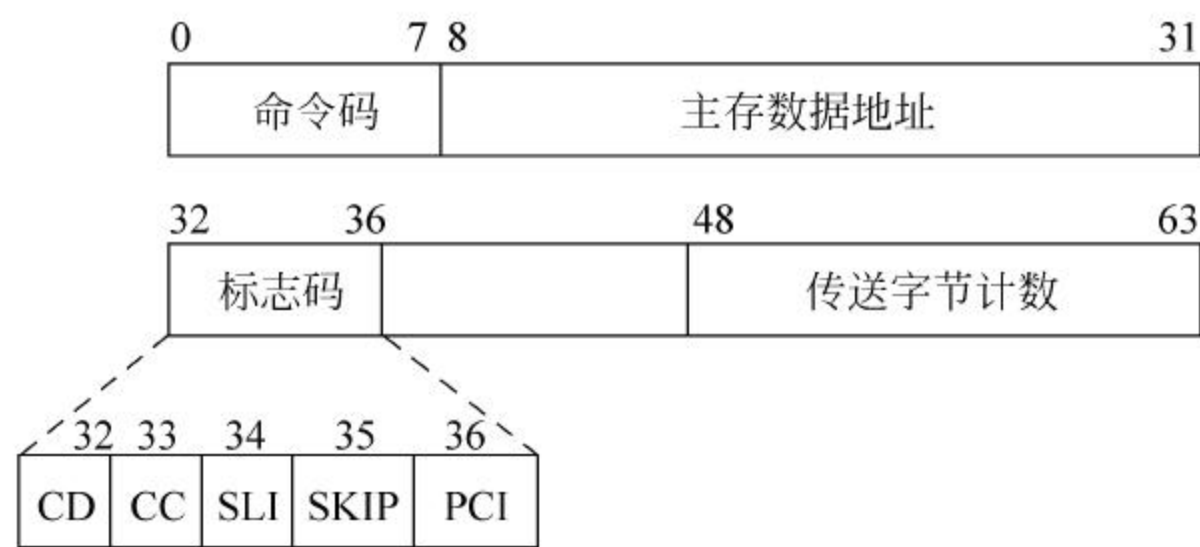 0 7 8 31
命令码 主存数据地址
32 36 48 63
标志码 传送字节计数
32 33 34 35 36
CD CC SLI SKIP PCI